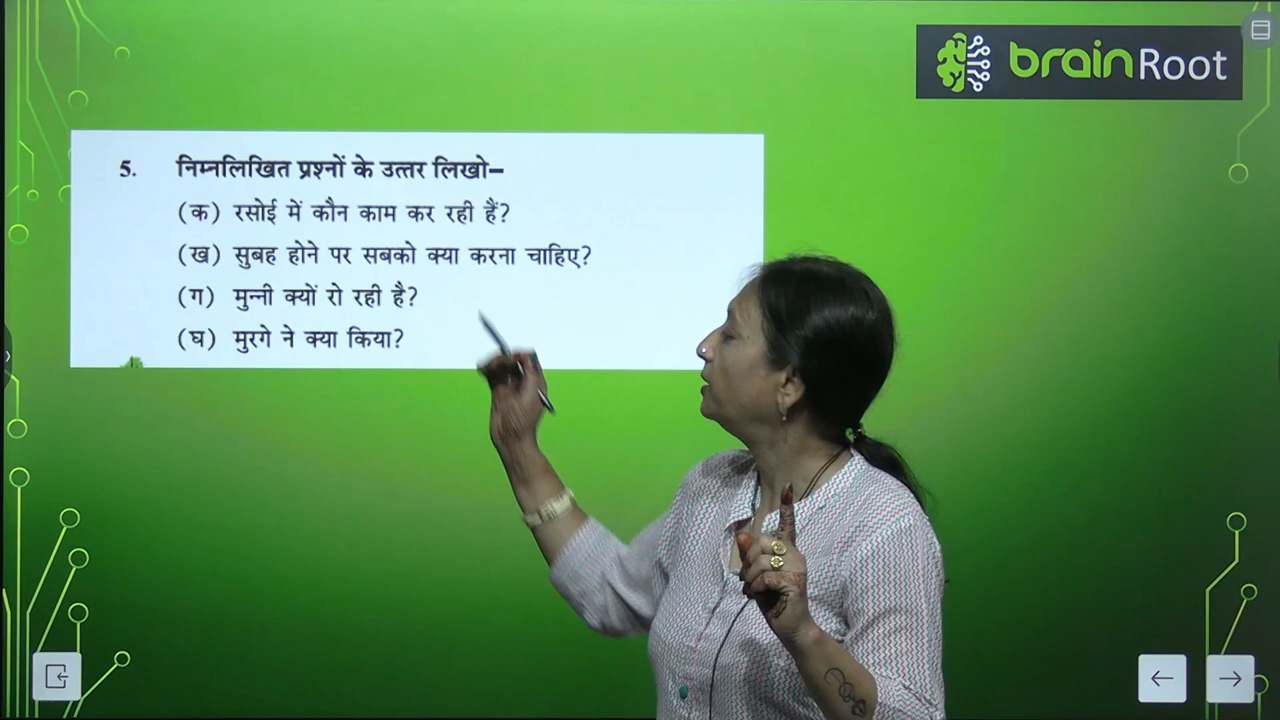 brainRoot
5. निम्नलिखित प्रश्नों के उत्तर लिखो–
(क) रसोई में कौन काम कर रही हैं?
(ख) सुबह होने पर सबको क्या करना चाहिए?
(ग) मुन्नी क्यों रो रही है?
(घ) मुरगे ने क्या किया?